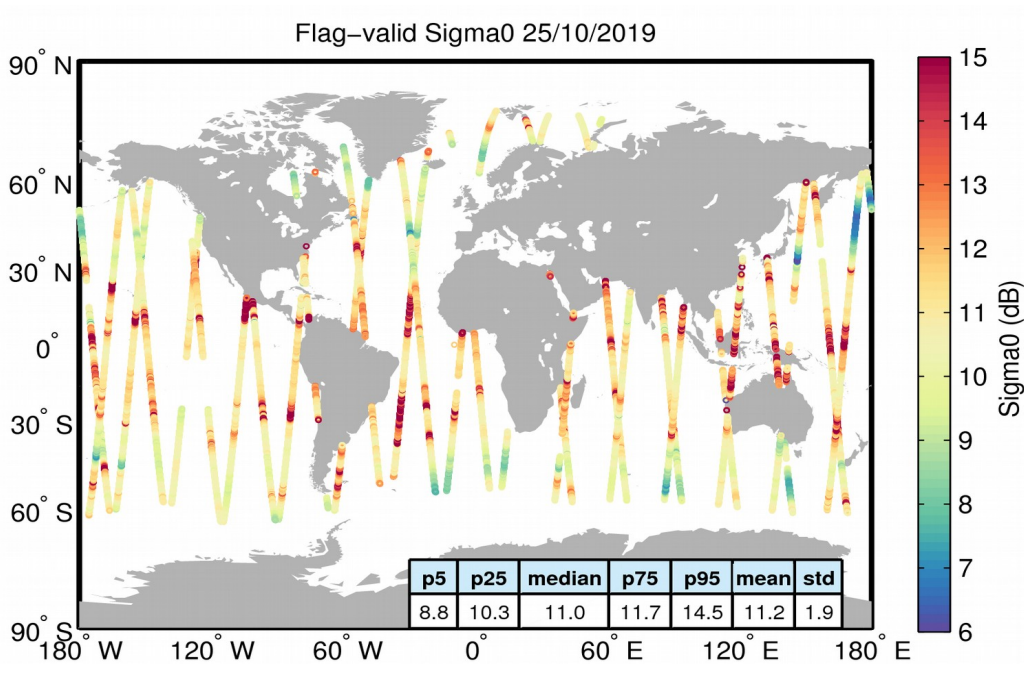 Flag−valid Sigma0 25/10/2019
90° N
60° N
30° N
0°
30° S
60° S
90° S
180° W
120° W
60° W
0°
60° E
120° E
180° E
p5 p25 median p75 p95 mean std
8.8 10.3 11.0 11.7 14.5 11.2 1.9
15
14
13
12
11
10
9
8
7
6
Sigma0 (dB)